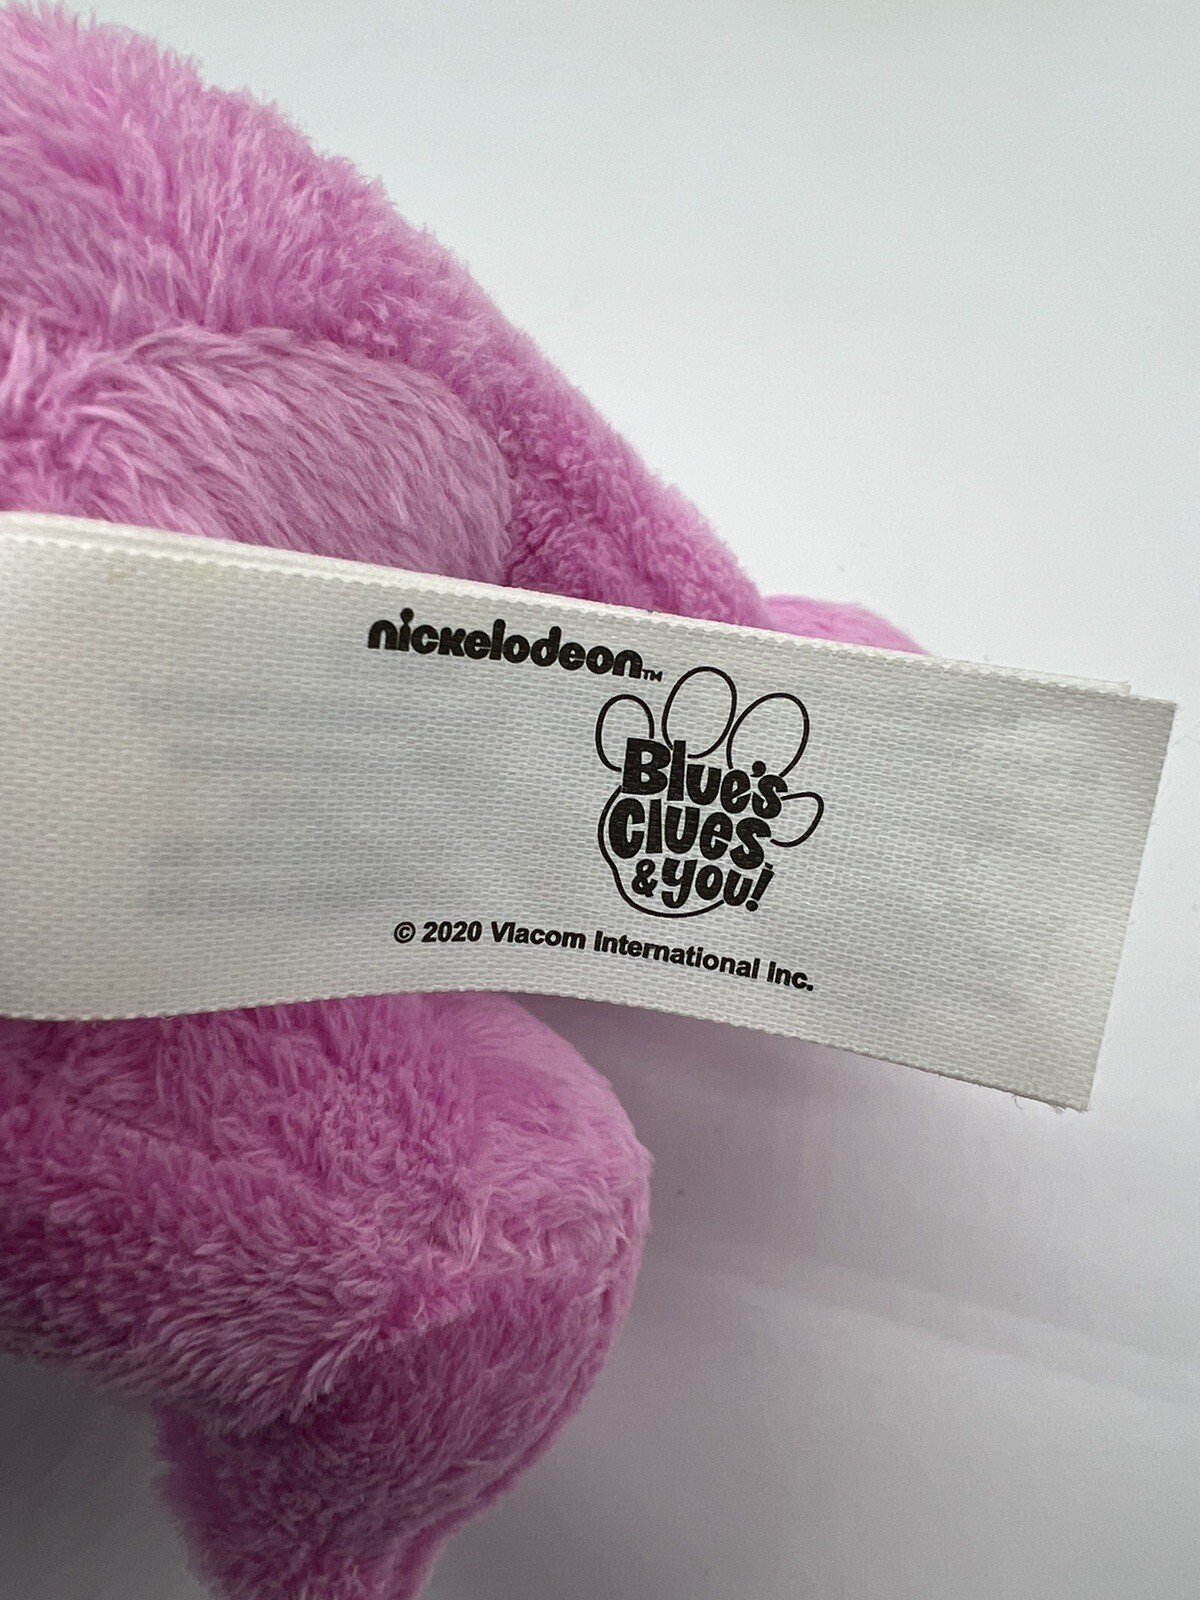 nickelodeon™
Blue's
Clues
& you!
© 2020 Viacom International Inc.